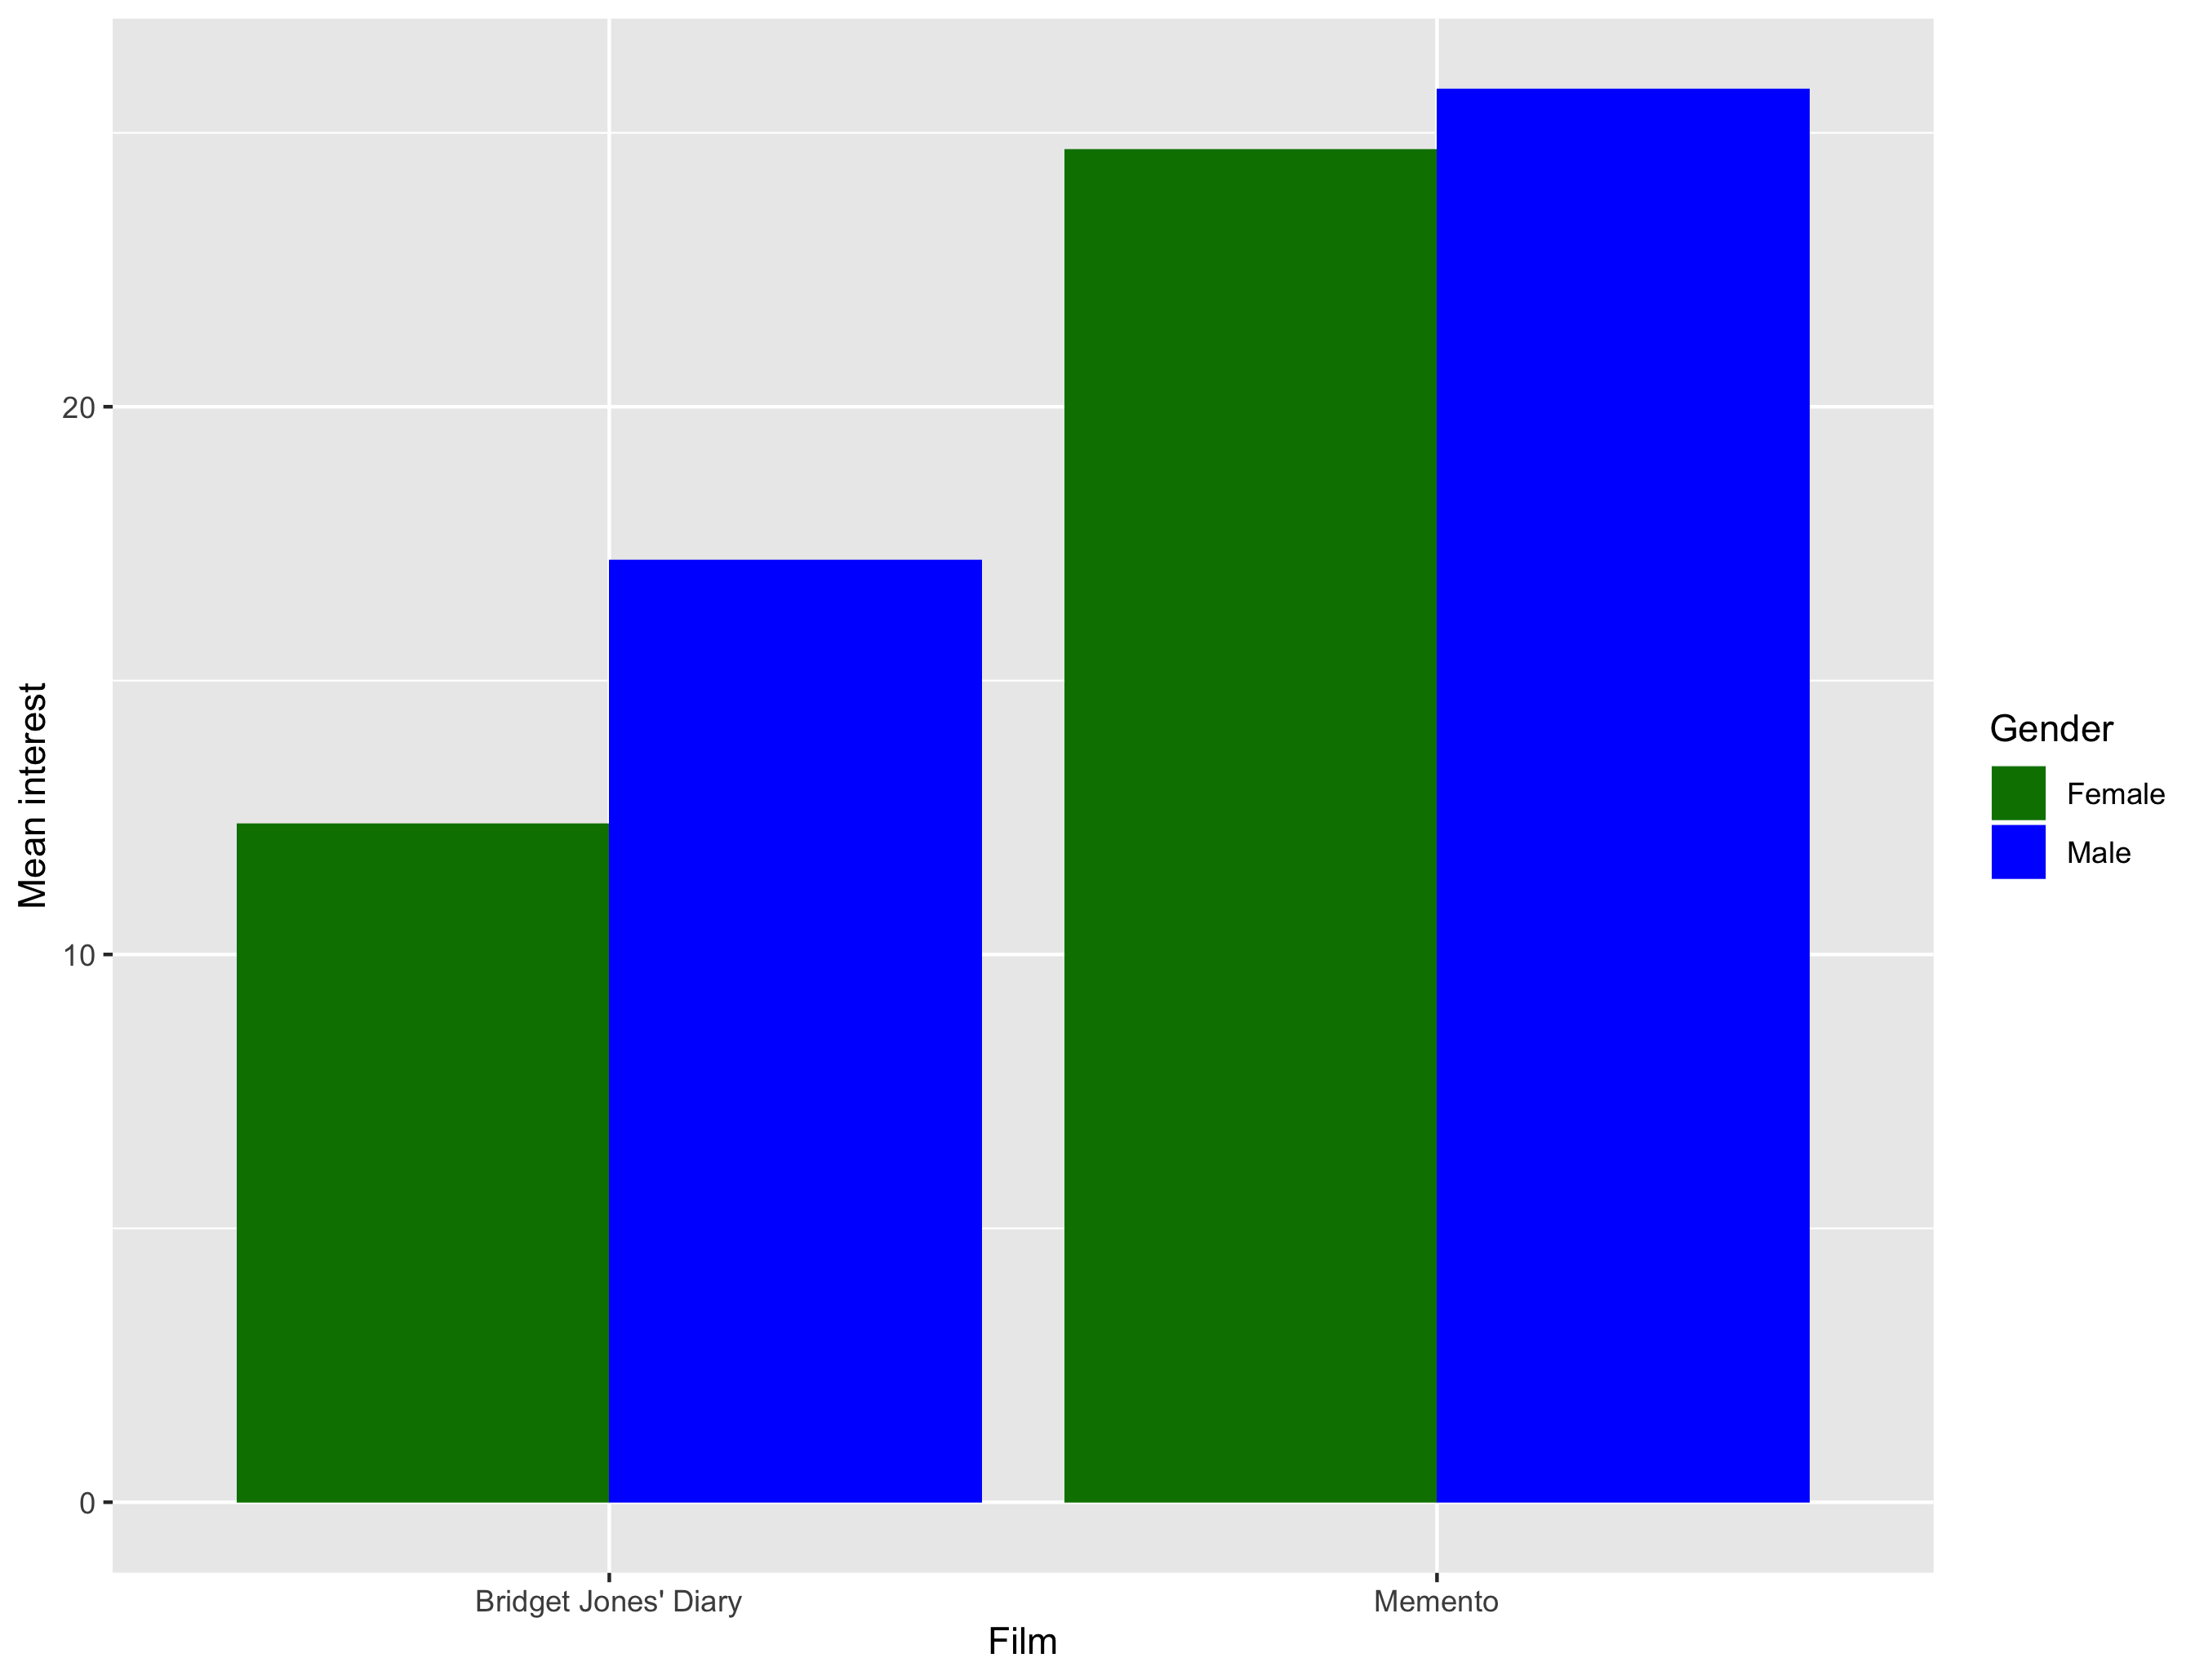 Mean interest
20
10
0
Bridget Jones' Diary
Memento
Film
Gender
Female
Male